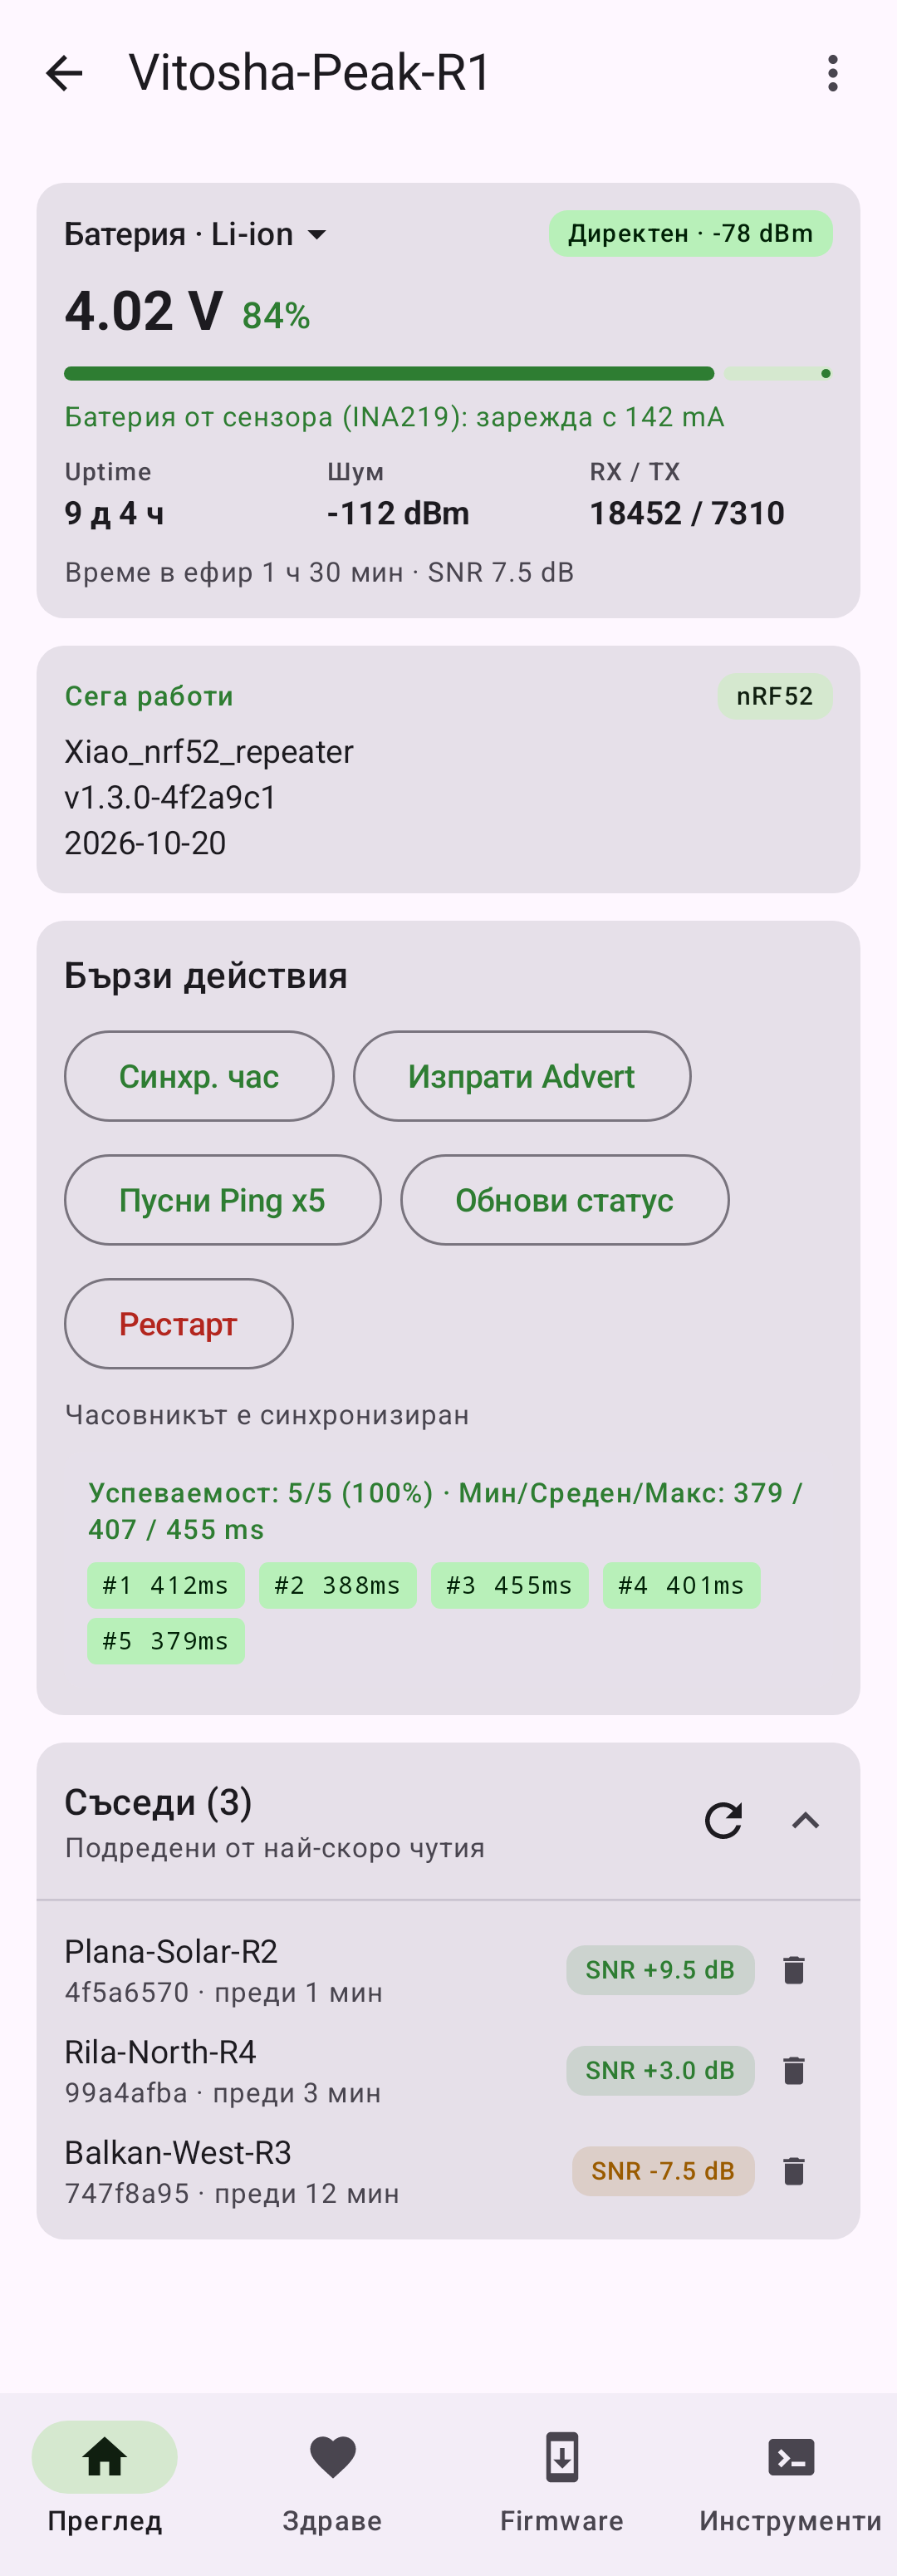 Vitosha-Peak-R1
Батерия · Li-ion
Директен · -78 dBm
4.02 V 84%
Батерия от сензора (INA219): зарежда с 142 mA
Uptime
Шум
RX / TX
9 д 4 ч
-112 dBm
18452 / 7310
Време в ефир 1 ч 30 мин · SNR 7.5 dB
Сега работи
nRF52
Xiao_nrf52_repeater
v1.3.0-4f2a9c1
2026-10-20
Бързи действия
Синхр. час
Изпрати Advert
Пусни Ping x5
Обнови статус
Рестарт
Часовникът е синхронизиран
Успеваемост: 5/5 (100%) · Мин/Среден/Макс: 379 /
407 / 455 ms
#1 412ms
#2 388ms
#3 455ms
#4 401ms
#5 379ms
Съседи (3)
Подредени от най-скоро чутия
Plana-Solar-R2
4f5a6570 · преди 1 мин
SNR +9.5 dB
Rila-North-R4
99a4afba · преди 3 мин
SNR +3.0 dB
Balkan-West-R3
747f8a95 · преди 12 мин
SNR -7.5 dB
Преглед
Здраве
Firmware
Инструменти